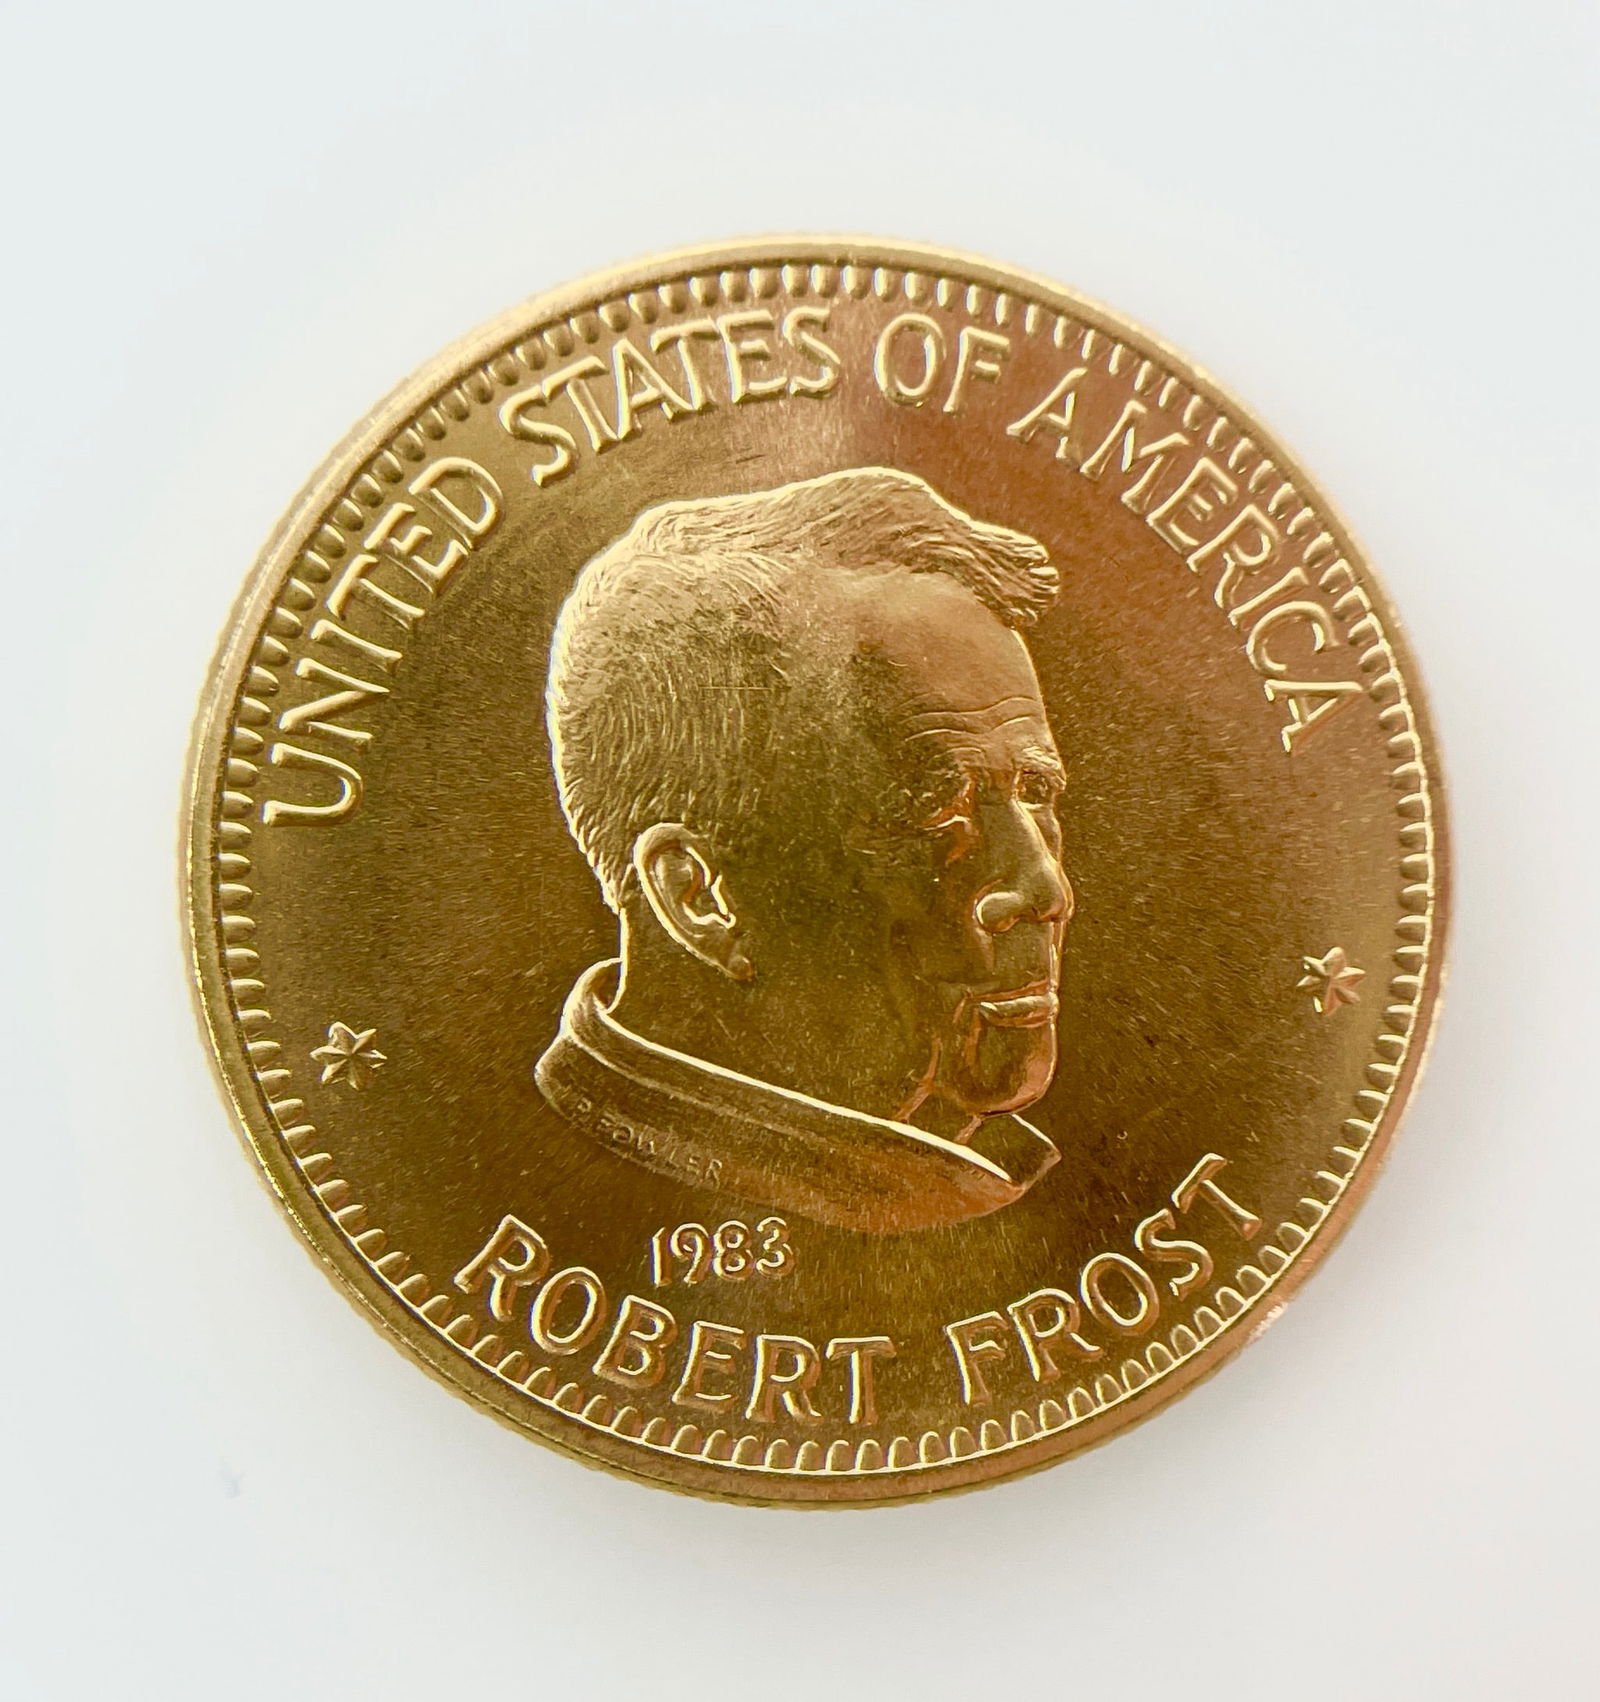 UNITED STATES OF AMERICA
P. FOWLER
1983
ROBERT FROST